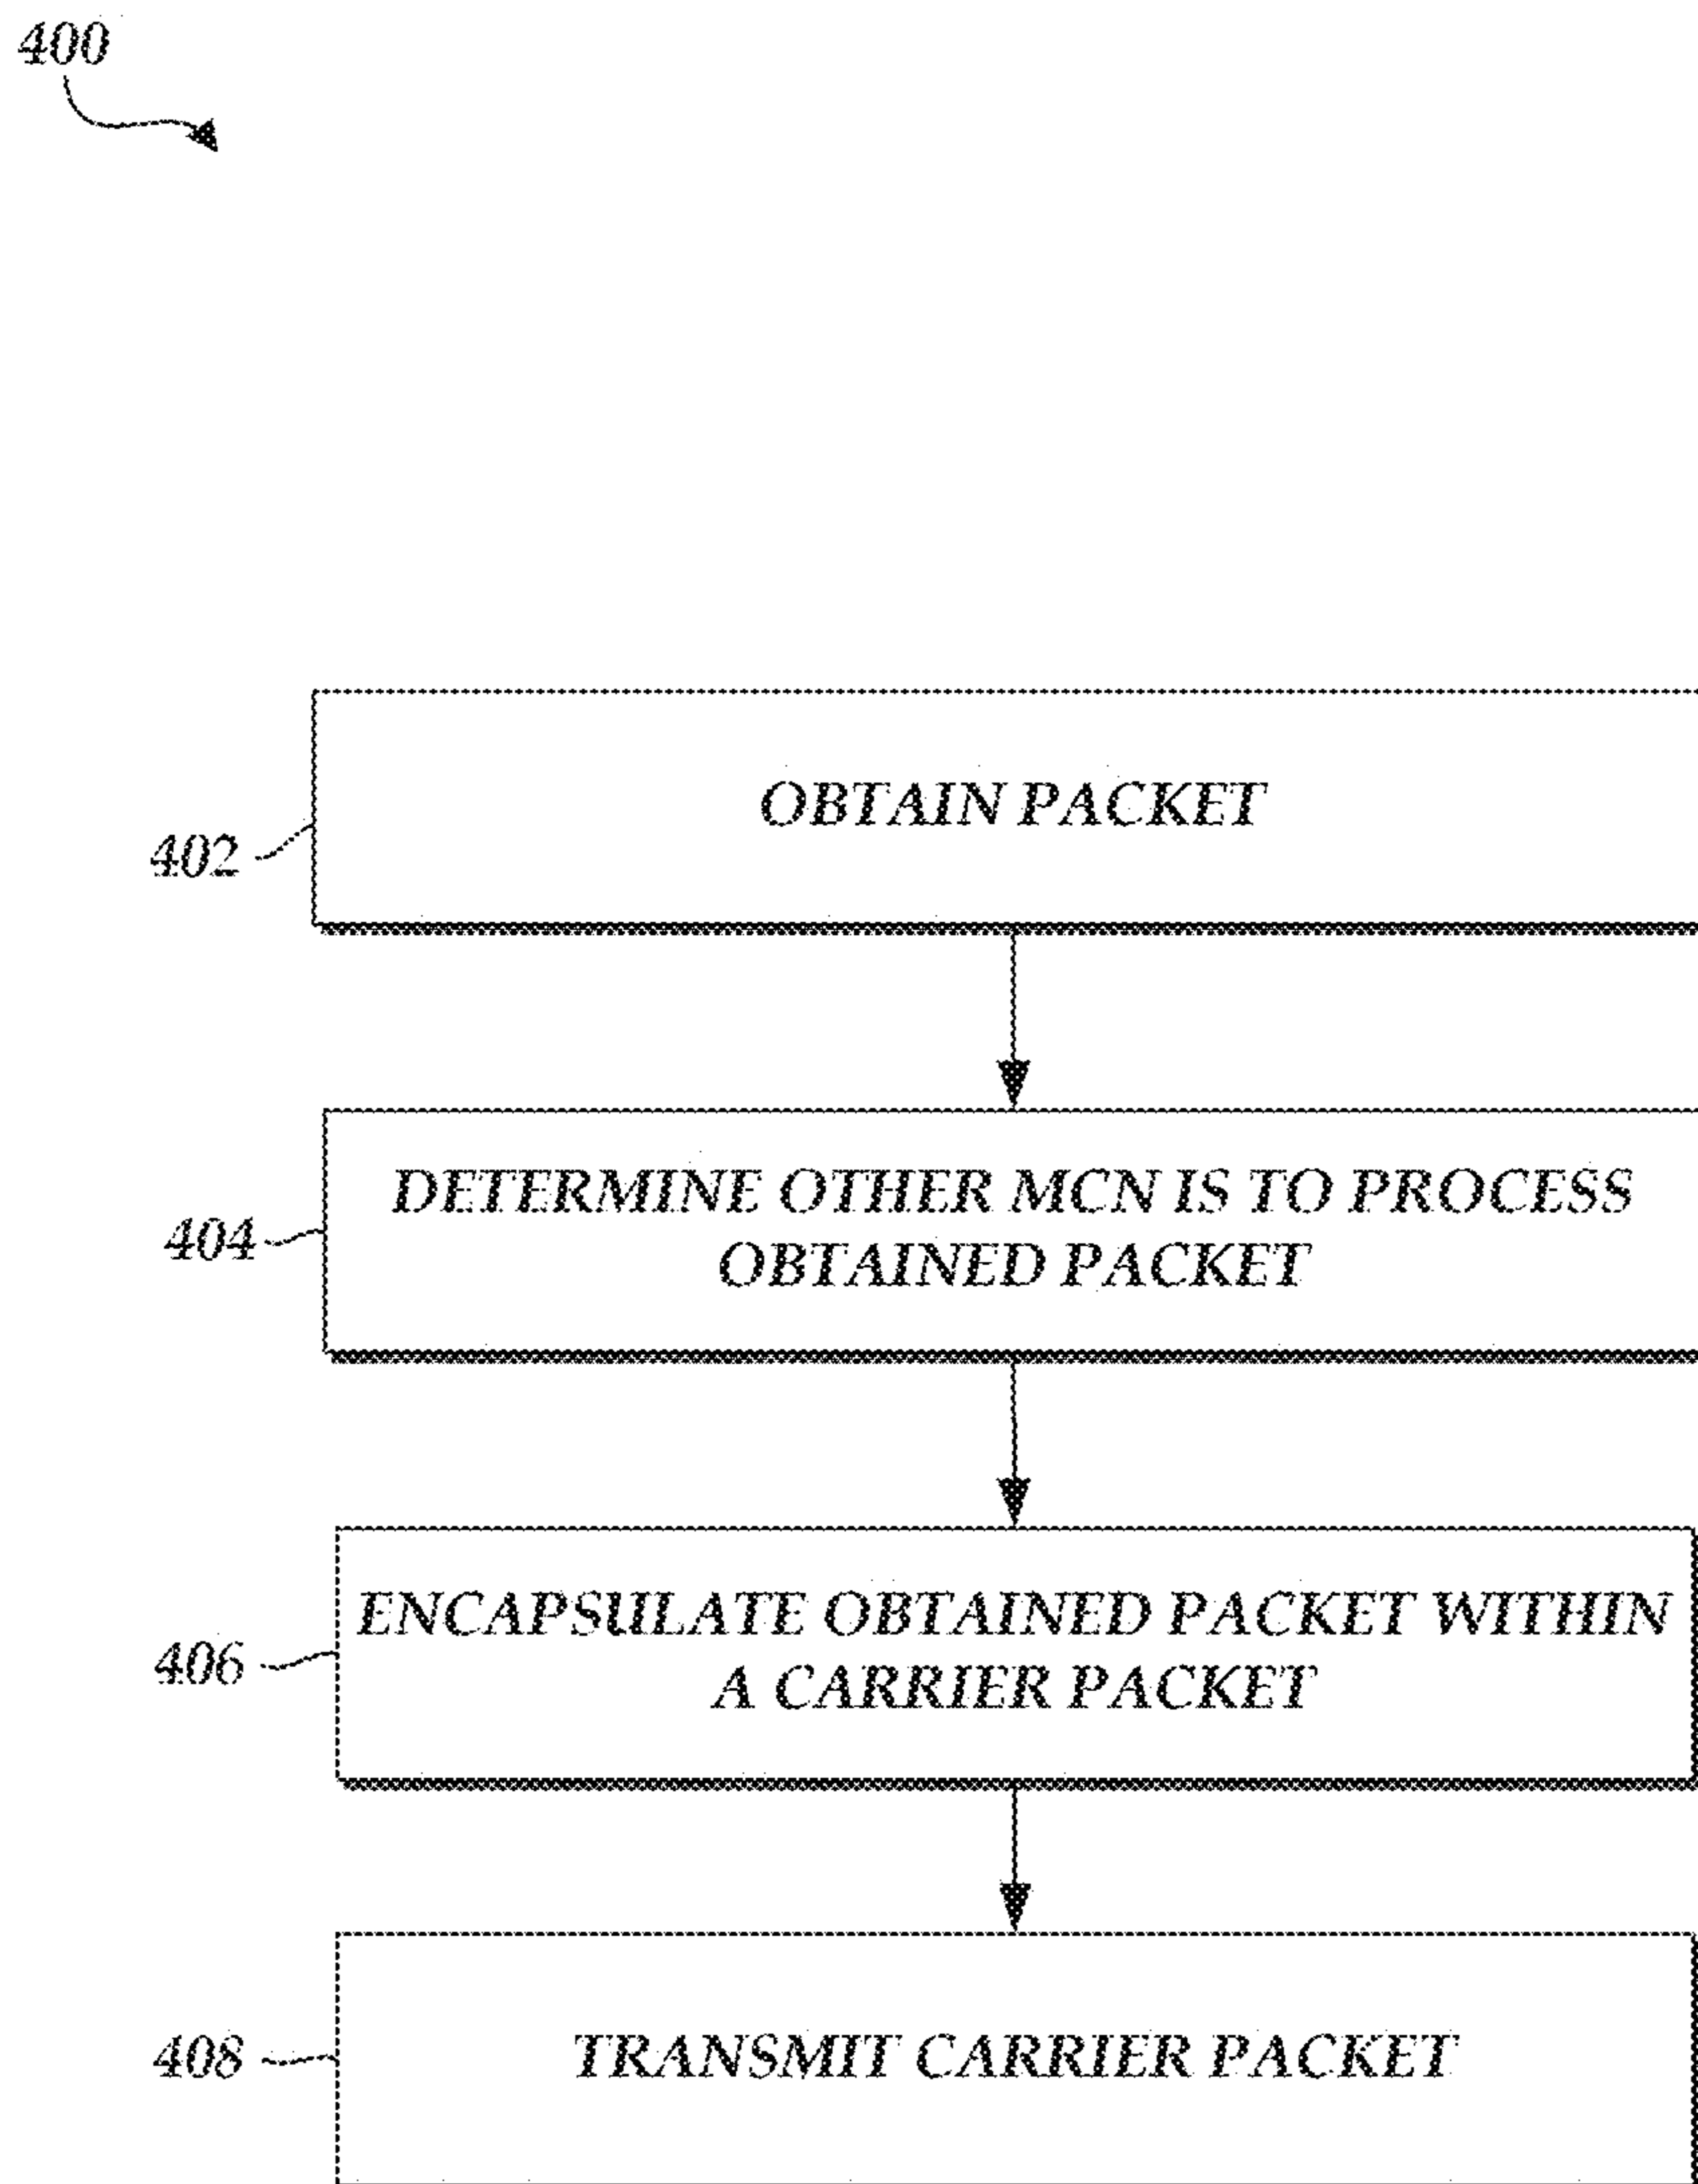 400
OBTAIN PACKET
402
DETERMINE OTHER MCN IS TO PROCESS
OBTAINED PACKET
404
ENCAPSULATE OBTAINED PACKET WITHIN
A CARRIER PACKET
406
TRANSMIT CARRIER PACKET
408